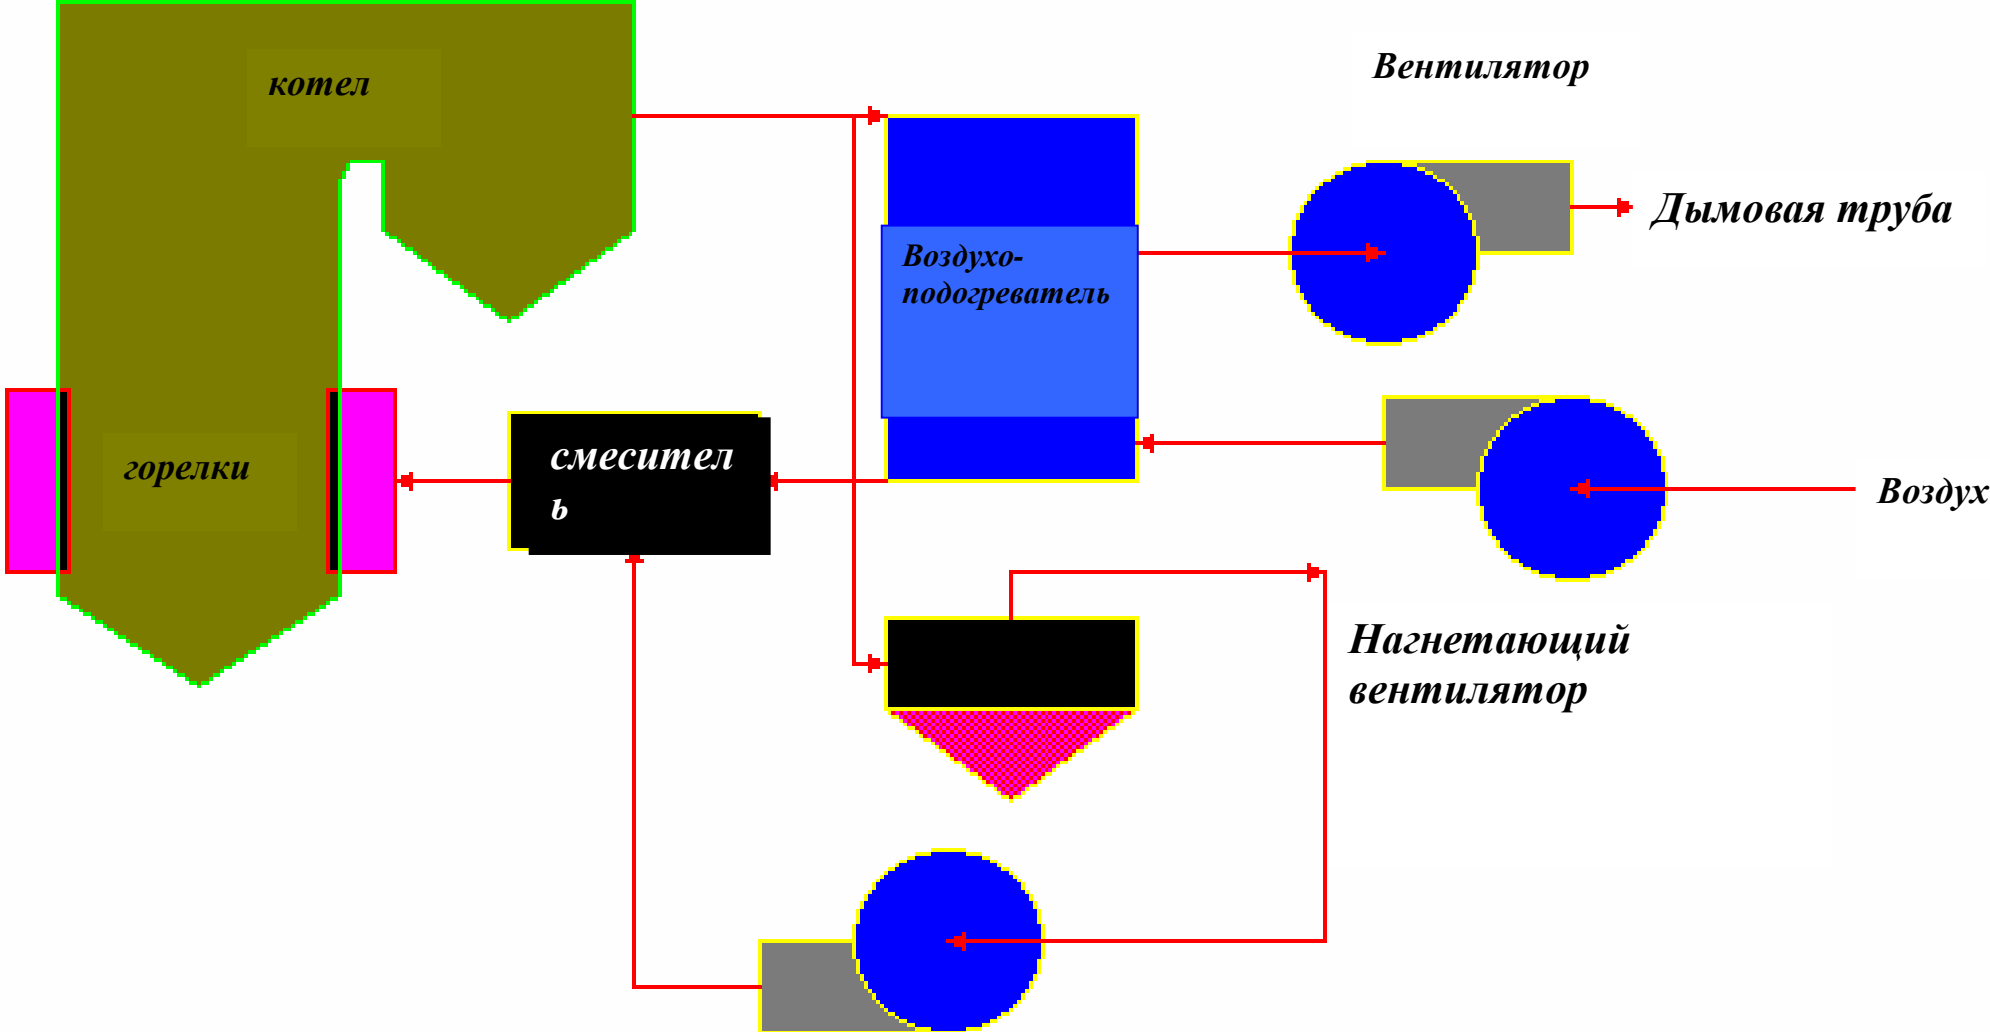 котел
Вентилятор
Дымовая труба
Воздухо-
подогреватель
горелки
смесител
ь
Воздух
Нагнетающий
вентилятор